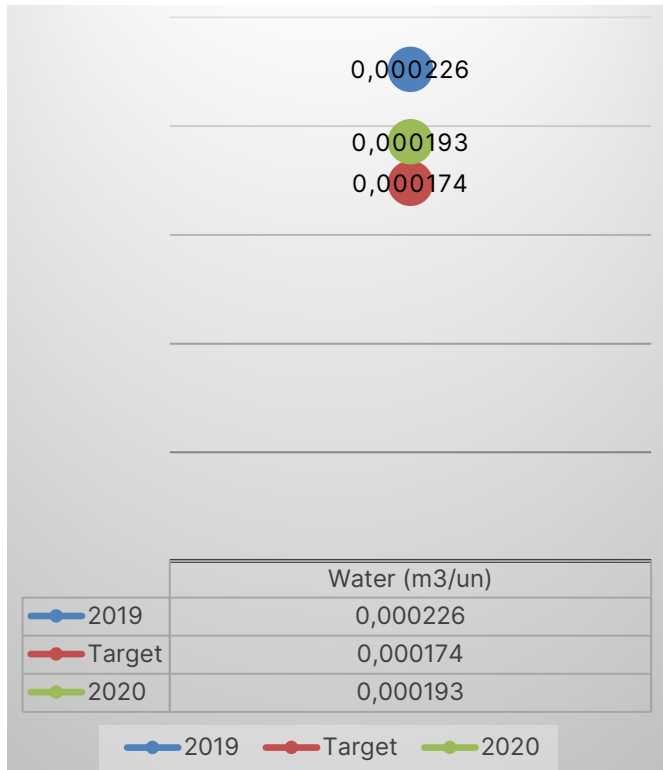 0,000226
0,000193
0,000174
Water (m3/un)
2019 0,000226
Target 0,000174
2020 0,000193
2019 Target 2020